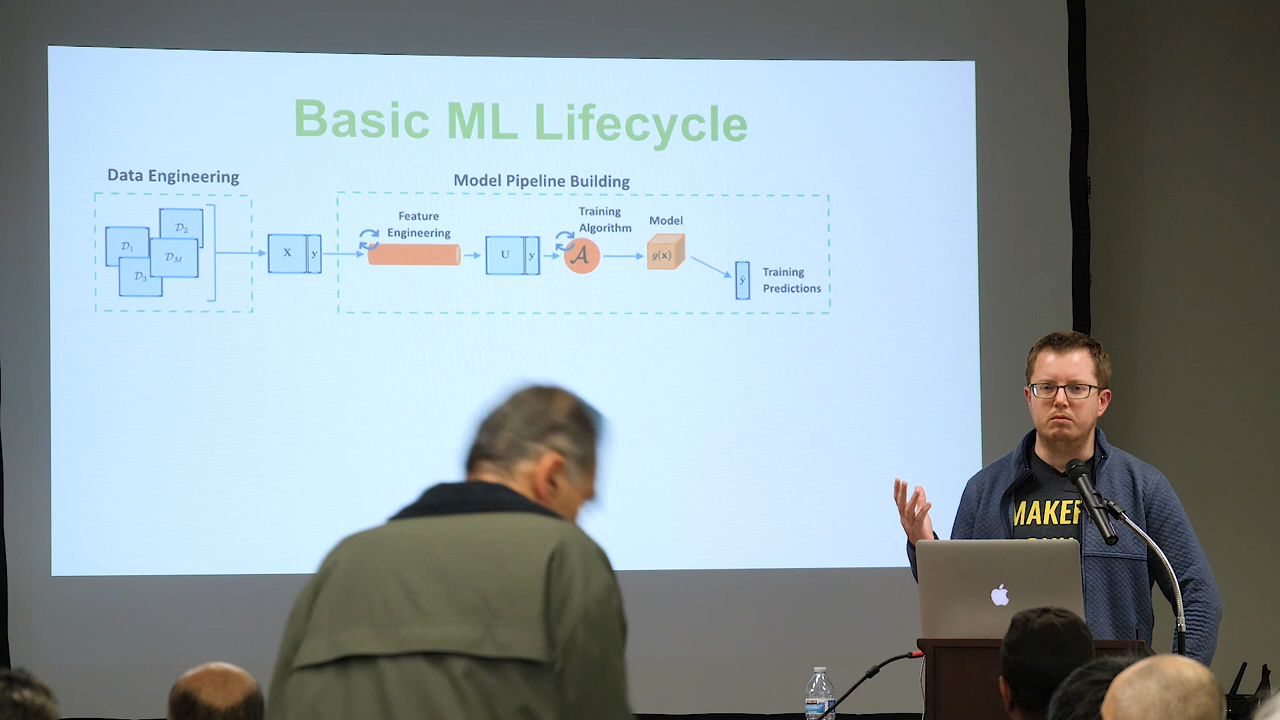 Basic ML Lifecycle
Data Engineering
Model Pipeline Building
D₁
D₂
D₃
D_M
X y
Feature
Engineering
U y
Training
Algorithm
A
Model
g(x)
ŷ
Training
Predictions
MAKER